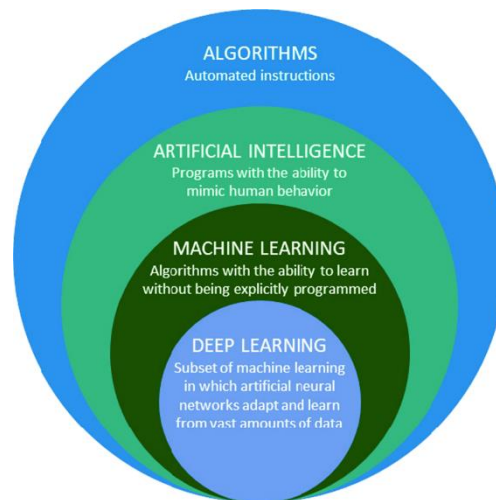 ALGORITHMS
Automated instructions
ARTIFICIAL INTELLIGENCE
Programs with the ability to
mimic human behavior
MACHINE LEARNING
Algorithms with the ability to learn
without being explicitly programmed
DEEP LEARNING
Subset of machine learning
in which artificial neural
networks adapt and learn
from vast amounts of data